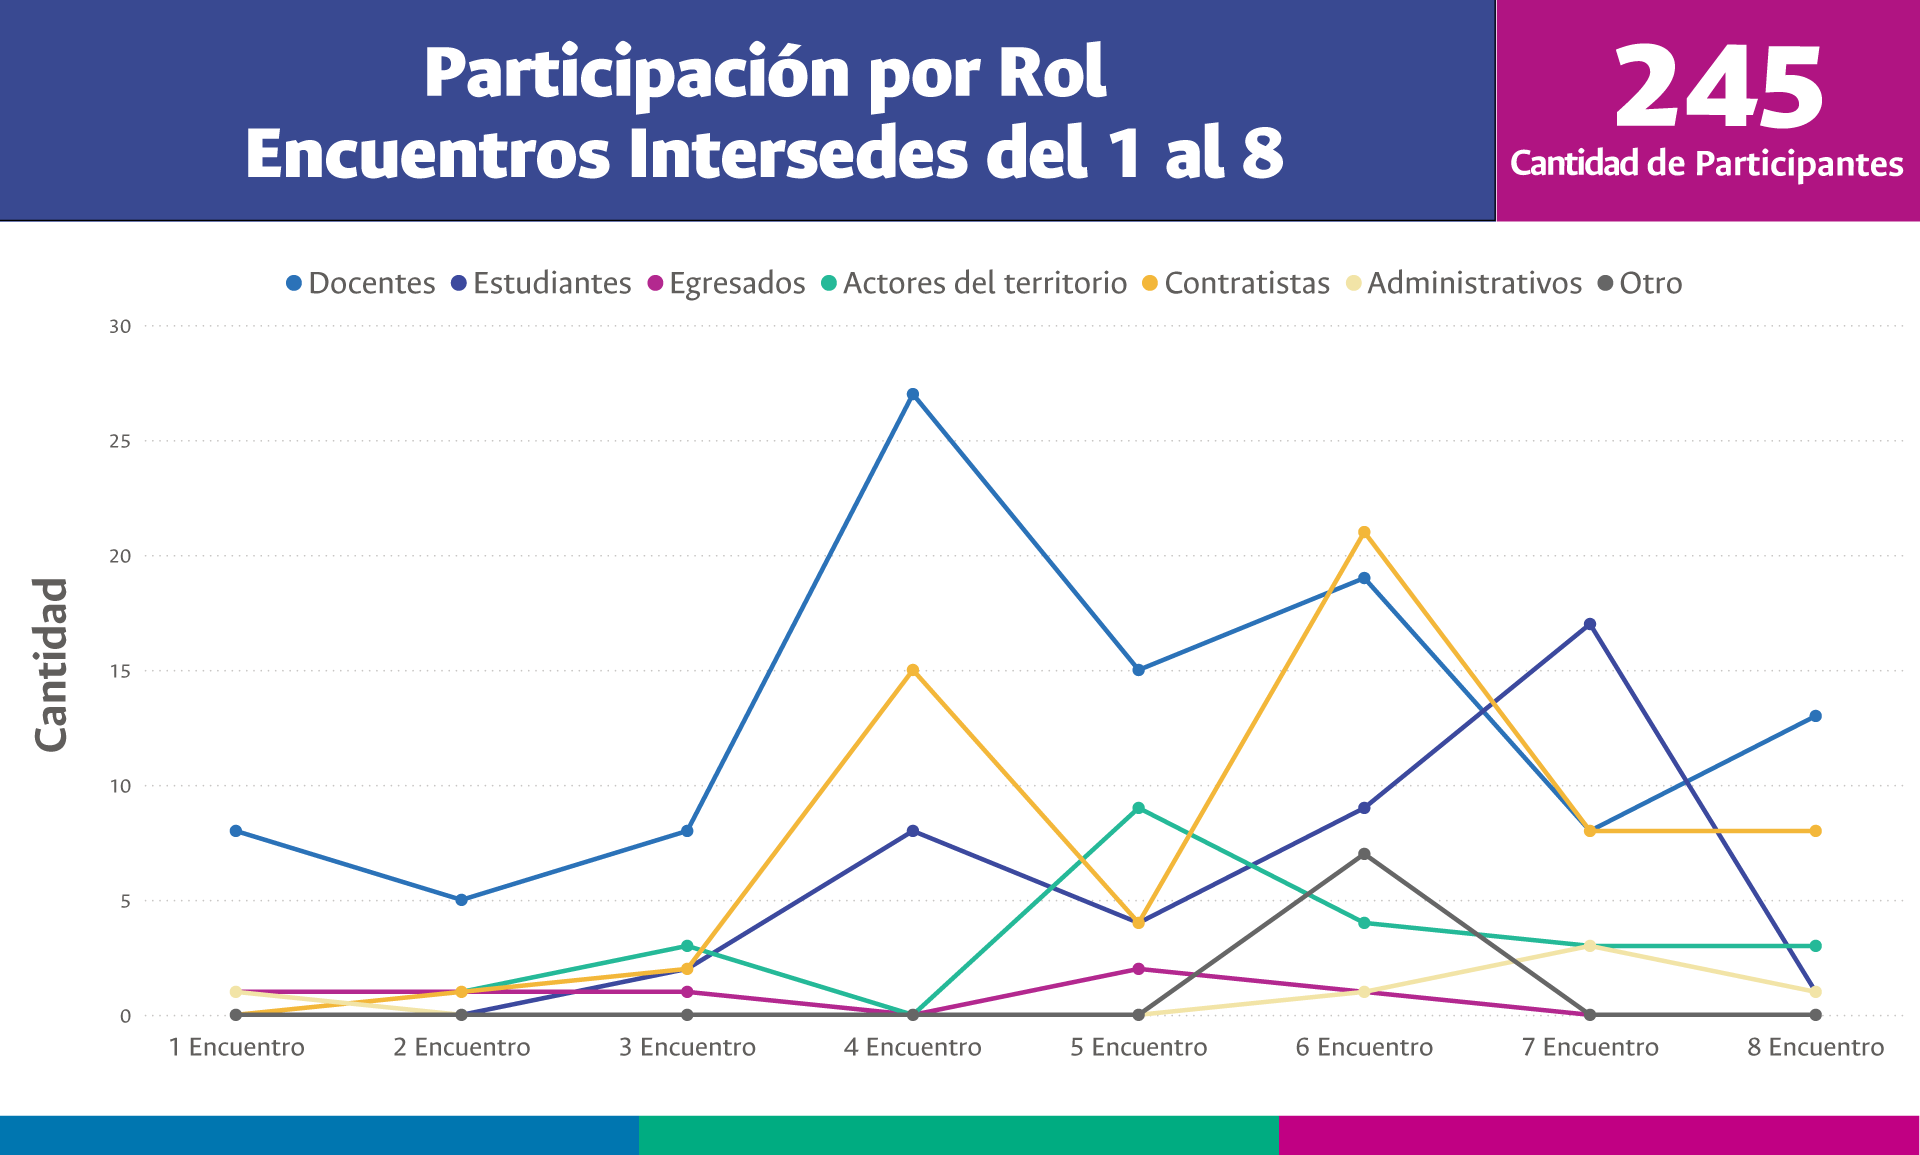 Participación por Rol
Encuentros Intersedes del 1 al 8
245
Cantidad de Participantes
Docentes Estudiantes Egresados Actores del territorio Contratistas Administrativos Otro
30
25
20
15
10
5
0
Cantidad
1 Encuentro 2 Encuentro 3 Encuentro 4 Encuentro 5 Encuentro 6 Encuentro 7 Encuentro 8 Encuentro